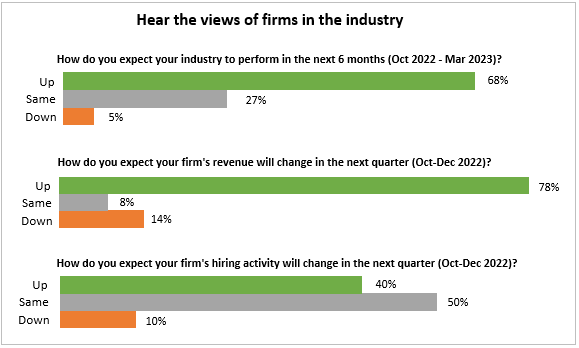 Hear the views of firms in the industry
How do you expect your industry to perform in the next 6 months (Oct 2022 - Mar 2023)?
Up 68%
Same 27%
Down 5%
How do you expect your firm's revenue will change in the next quarter (Oct-Dec 2022)?
Up 78%
Same 8%
Down 14%
How do you expect your firm's hiring activity will change in the next quarter (Oct-Dec 2022)?
Up 40%
Same 50%
Down 10%